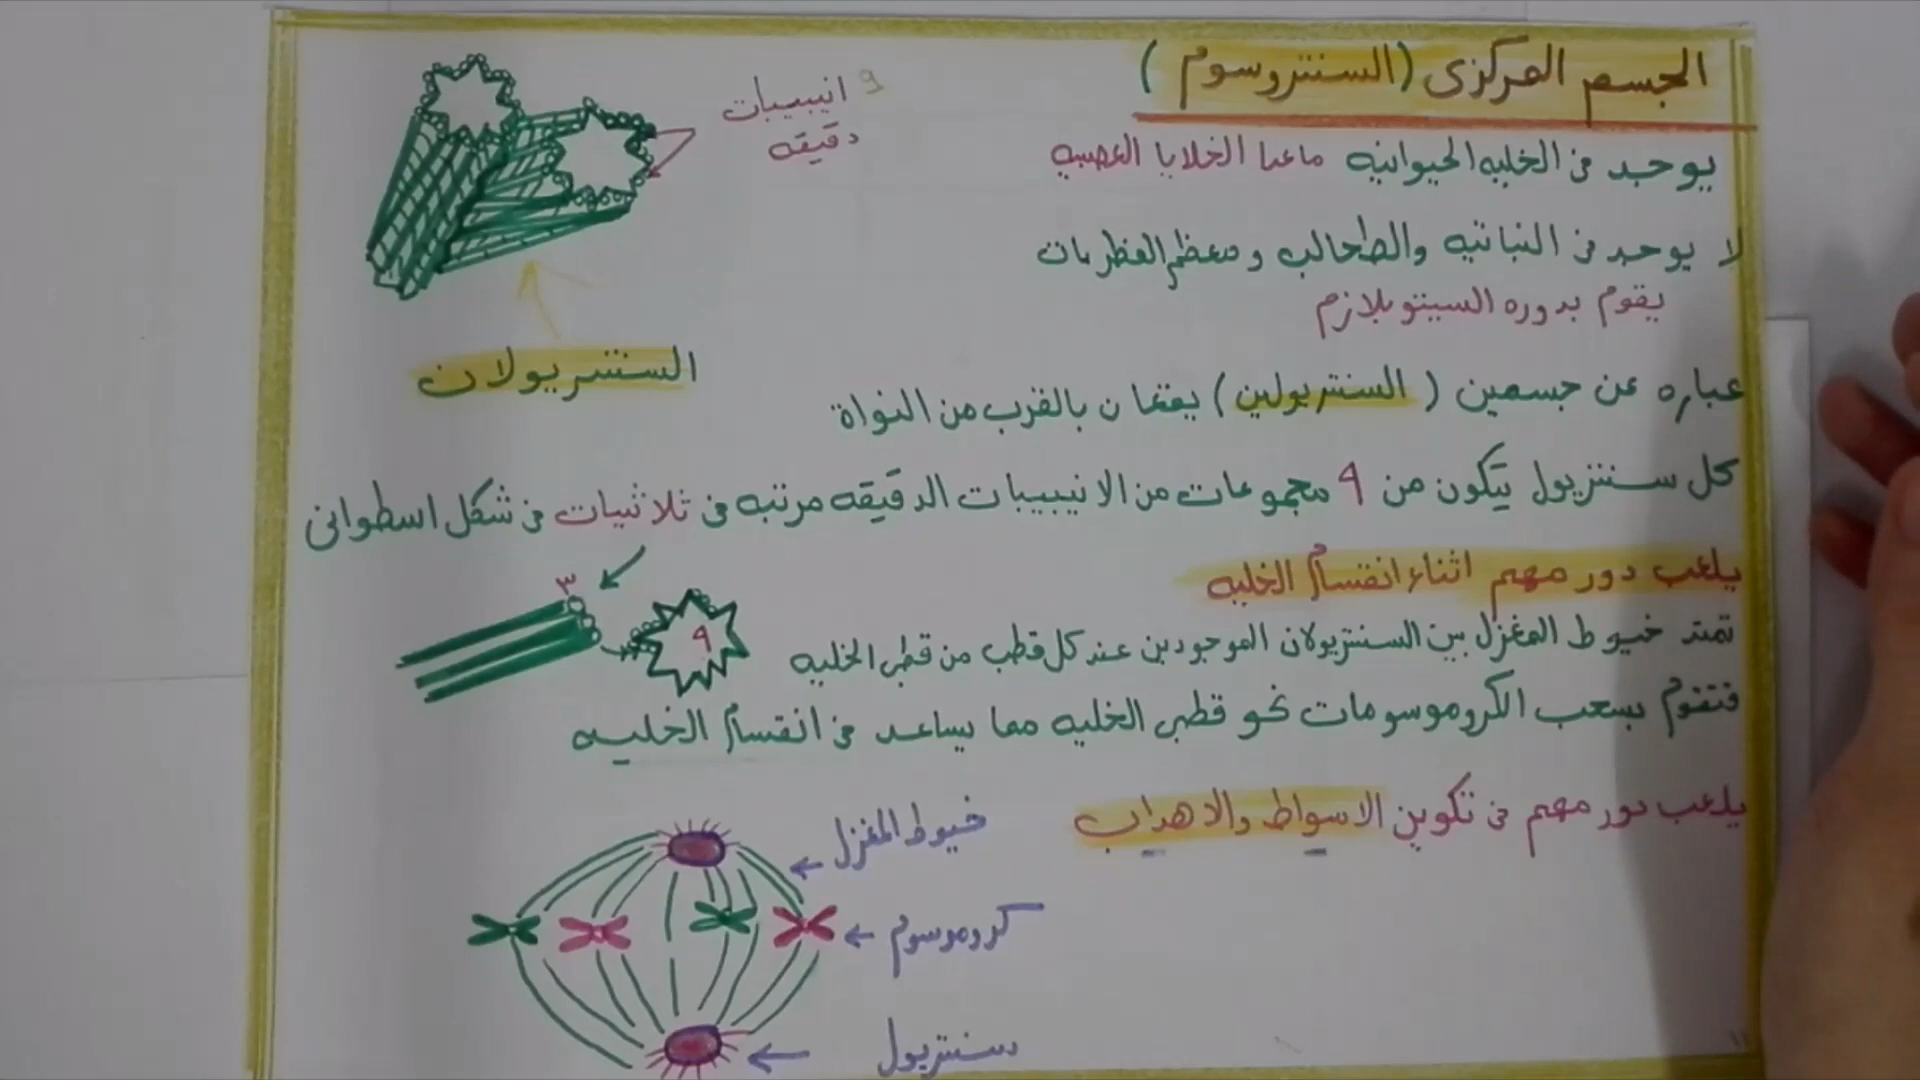 الجسم المركزى (السنتروسوم)
يوجد فى الخليه الحيوانيه ماعدا الخلايا العصبيه
لا يوجد فى النباتيه والطحالب ومعظم الفطريات
يقوم بدوره السيتوبلازم
9 انيبيبات
دقيقه
السنتريولان
عباره عن جسمين (السنتريولين) يقعان بالقرب من النواة
كل سنتريول يتكون من ٩ مجموعات من الانيبيبات الدقيقه مرتبه فى ثلاثيات فى شكل اسطوانى
٣
٩
يلعب دور مهم اثناء انقسام الخليه
تمتد خيوط المغزل بين السنتريولان الموجودين عند كل قطب من قطبى الخليه
فتقوم بسحب الكروموسومات نحو قطبى الخليه مما يساعد فى انقسام الخليه
يلعب دور مهم فى تكوين الاسواط والاهداب
خيوط المغزل
كروموسوم
سنتريول
١١